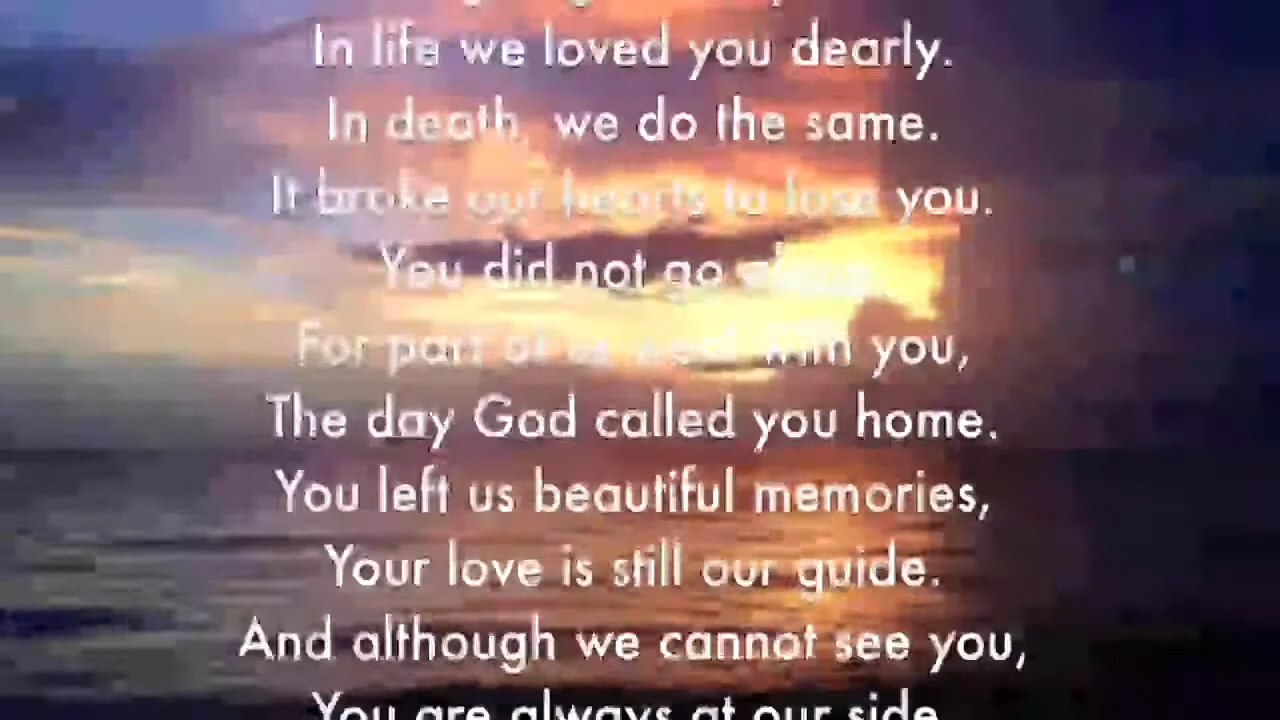 In life we loved you dearly.
In death, we do the same.
It broke our hearts to lose you.
You did not go alone.
For part of us went with you,
The day God called you home.
You left us beautiful memories,
Your love is still our guide.
And although we cannot see you,
You are always at our side